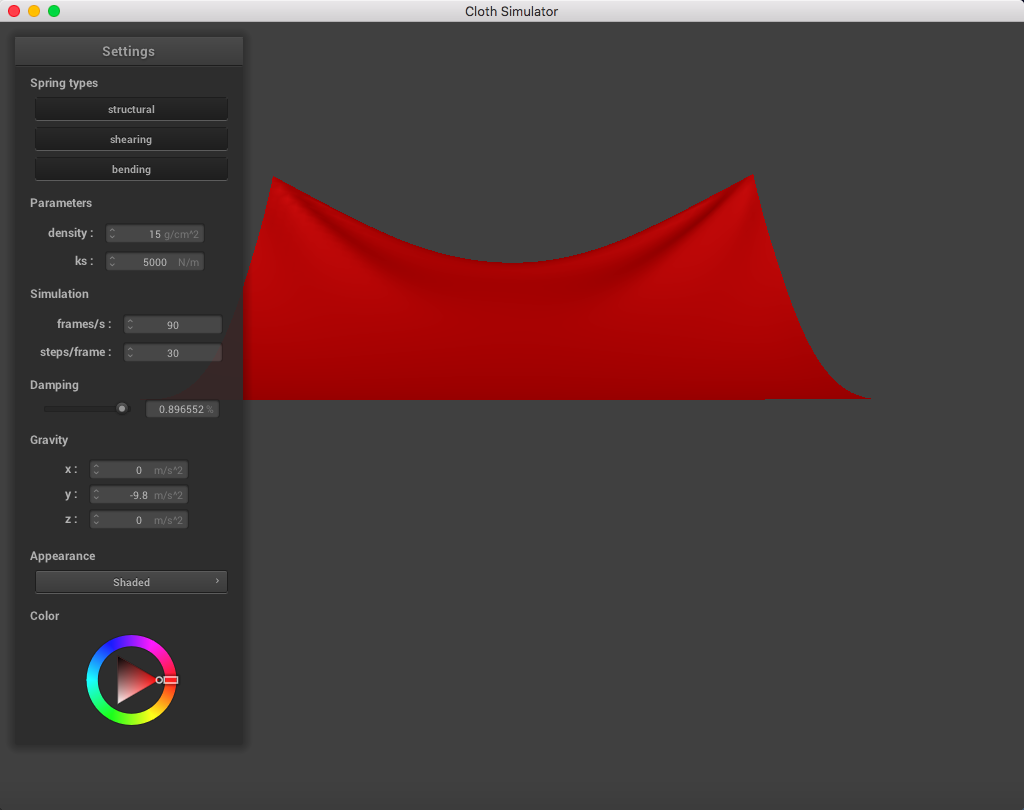 Cloth Simulator
Settings
Spring types
structural
shearing
bending
Parameters
density : 15 g/cm^2
ks : 5000 N/m
Simulation
frames/s : 90
steps/frame : 30
Damping
0.896552 %
Gravity
x : 0 m/s^2
y : -9.8 m/s^2
z : 0 m/s^2
Appearance
Shaded
Color